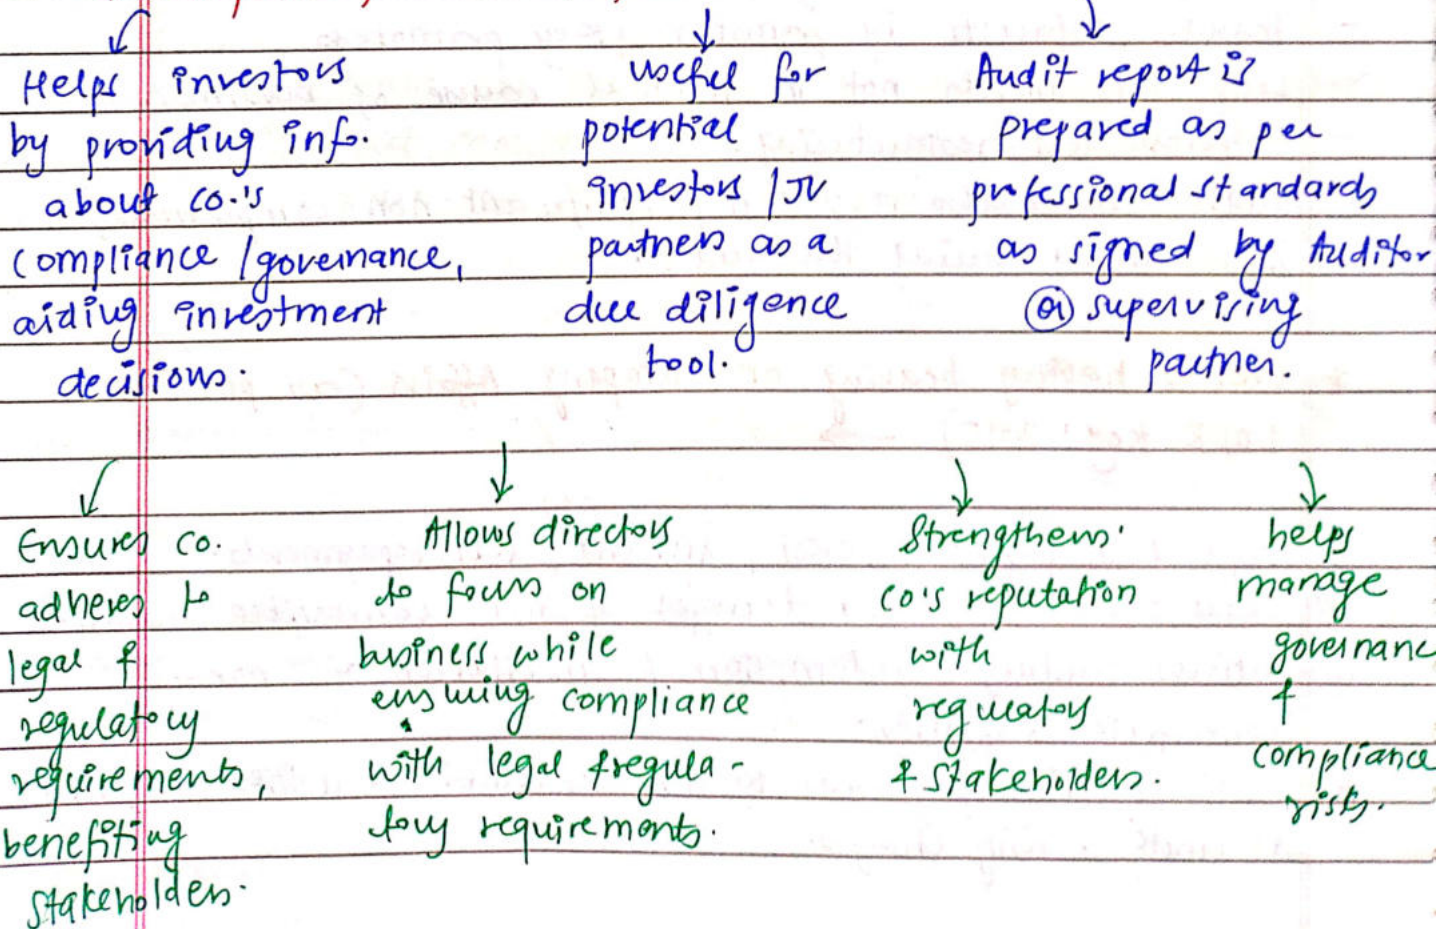 Helps investors
by providing info.
about co.'s
compliance / governance,
aiding investment
decisions.
useful for
potential
investors / JV
partners as a
due diligence
tool.
Audit report is
prepared as per
professional standards
as signed by Auditor
or supervising
partner.
Ensures co.
adheres to
legal &
regulatory
requirements,
benefiting
stakeholders.
Allows directors
to focus on
business while
ensuring compliance
with legal & regula-
tory requirements.
Strengthens
co's reputation
with
regulators
& stakeholders.
helps
manage
governanc
&
compliance
risks.